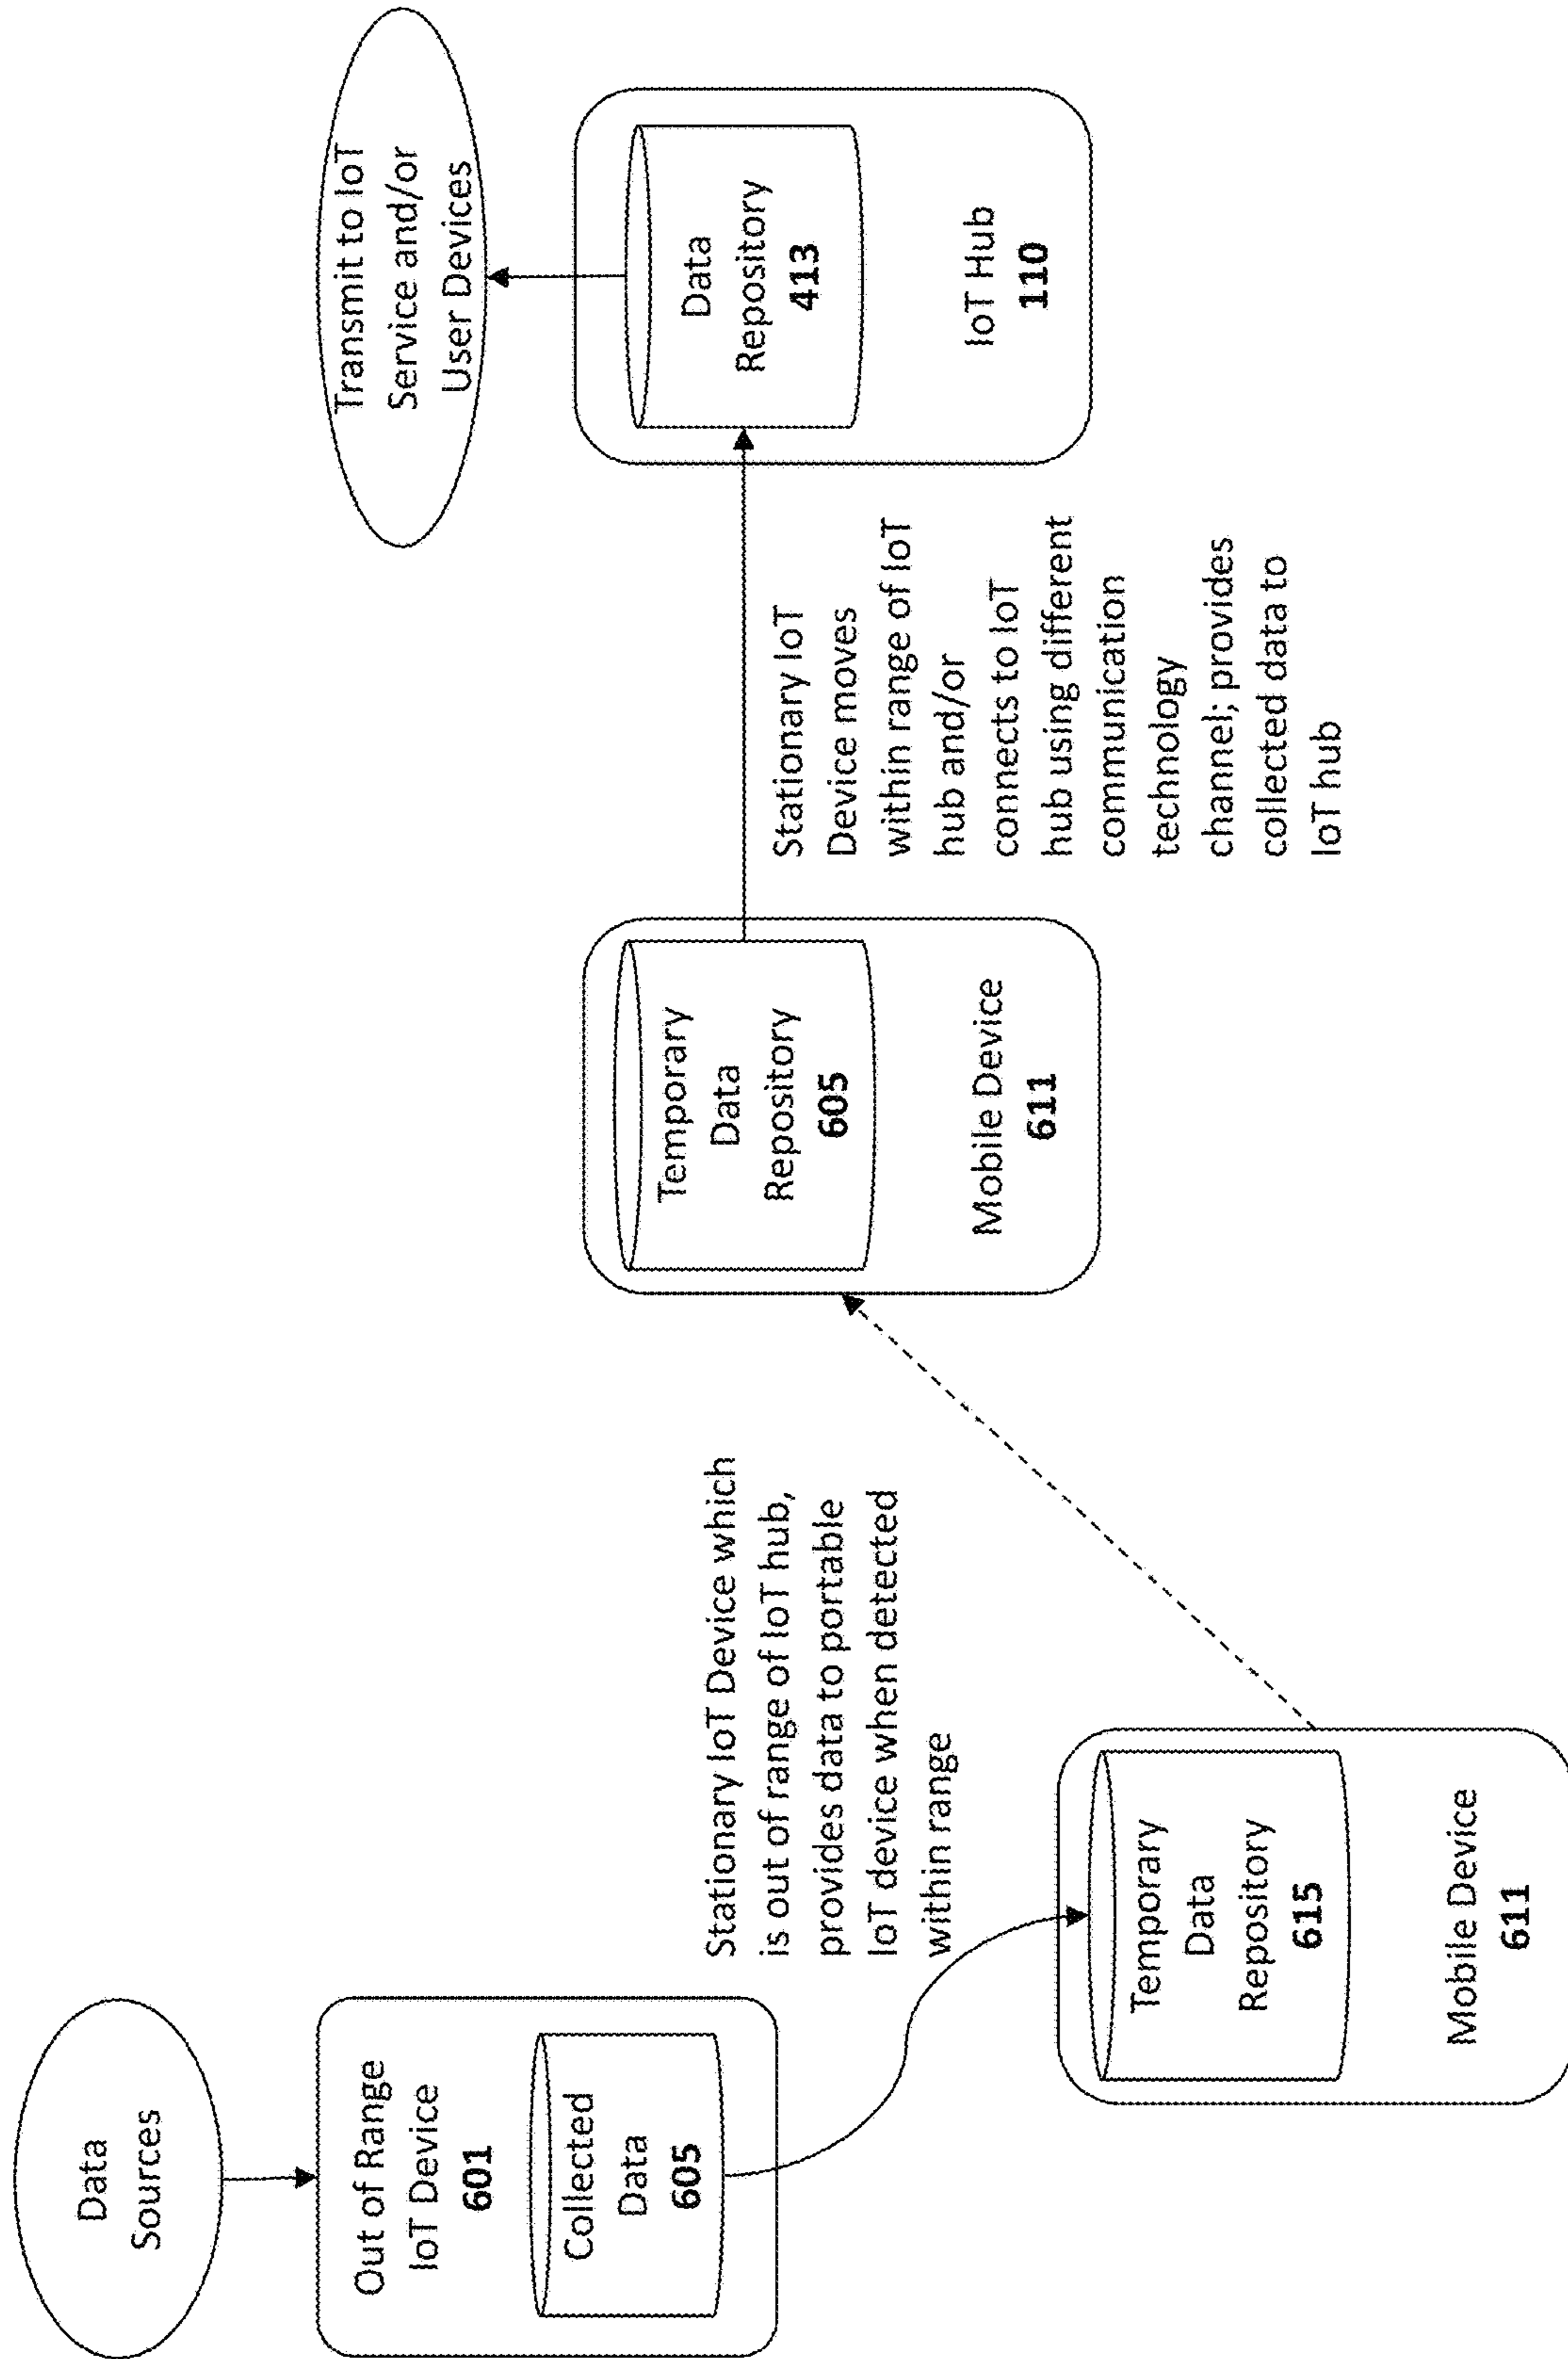 Data
Sources
Out of Range
IoT Device
601
Collected
Data
605
Stationary IoT Device which
is out of range of IoT hub,
provides data to portable
IoT device when detected
within range
Temporary
Data
Repository
615
Mobile Device
611
Temporary
Data
Repository
605
Mobile Device
611
Stationary IoT
Device moves
within range of IoT
hub and/or
connects to IoT
hub using different
communication
technology
channel; provides
collected data to
IoT hub
Transmit to IoT
Service and/or
User Devices
Data
Repository
413
IoT Hub
110